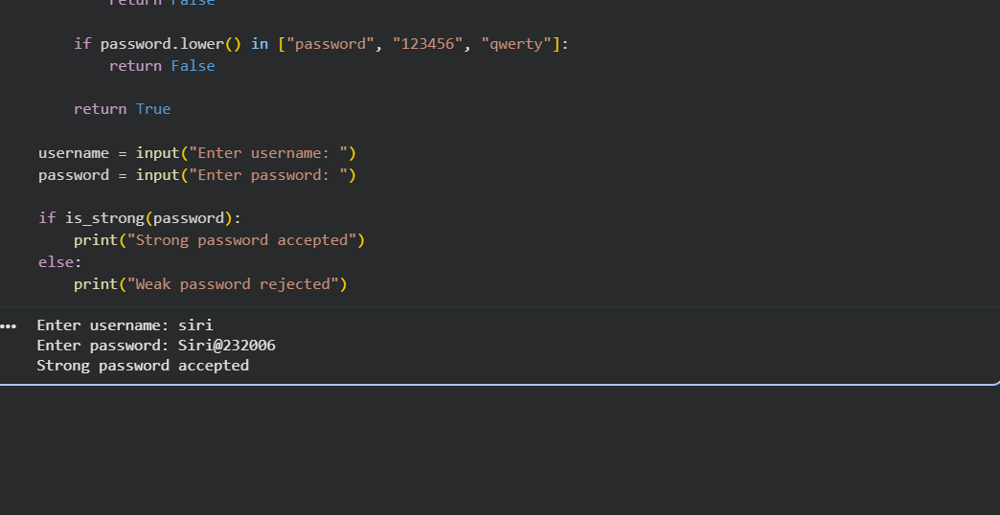 return False
if password.lower() in ["password", "123456", "qwerty"]:
return False
return True
username = input("Enter username: ")
password = input("Enter password: ")
if is_strong(password):
print("Strong password accepted")
else:
print("Weak password rejected")
Enter username: siri
Enter password: Siri@232006
Strong password accepted